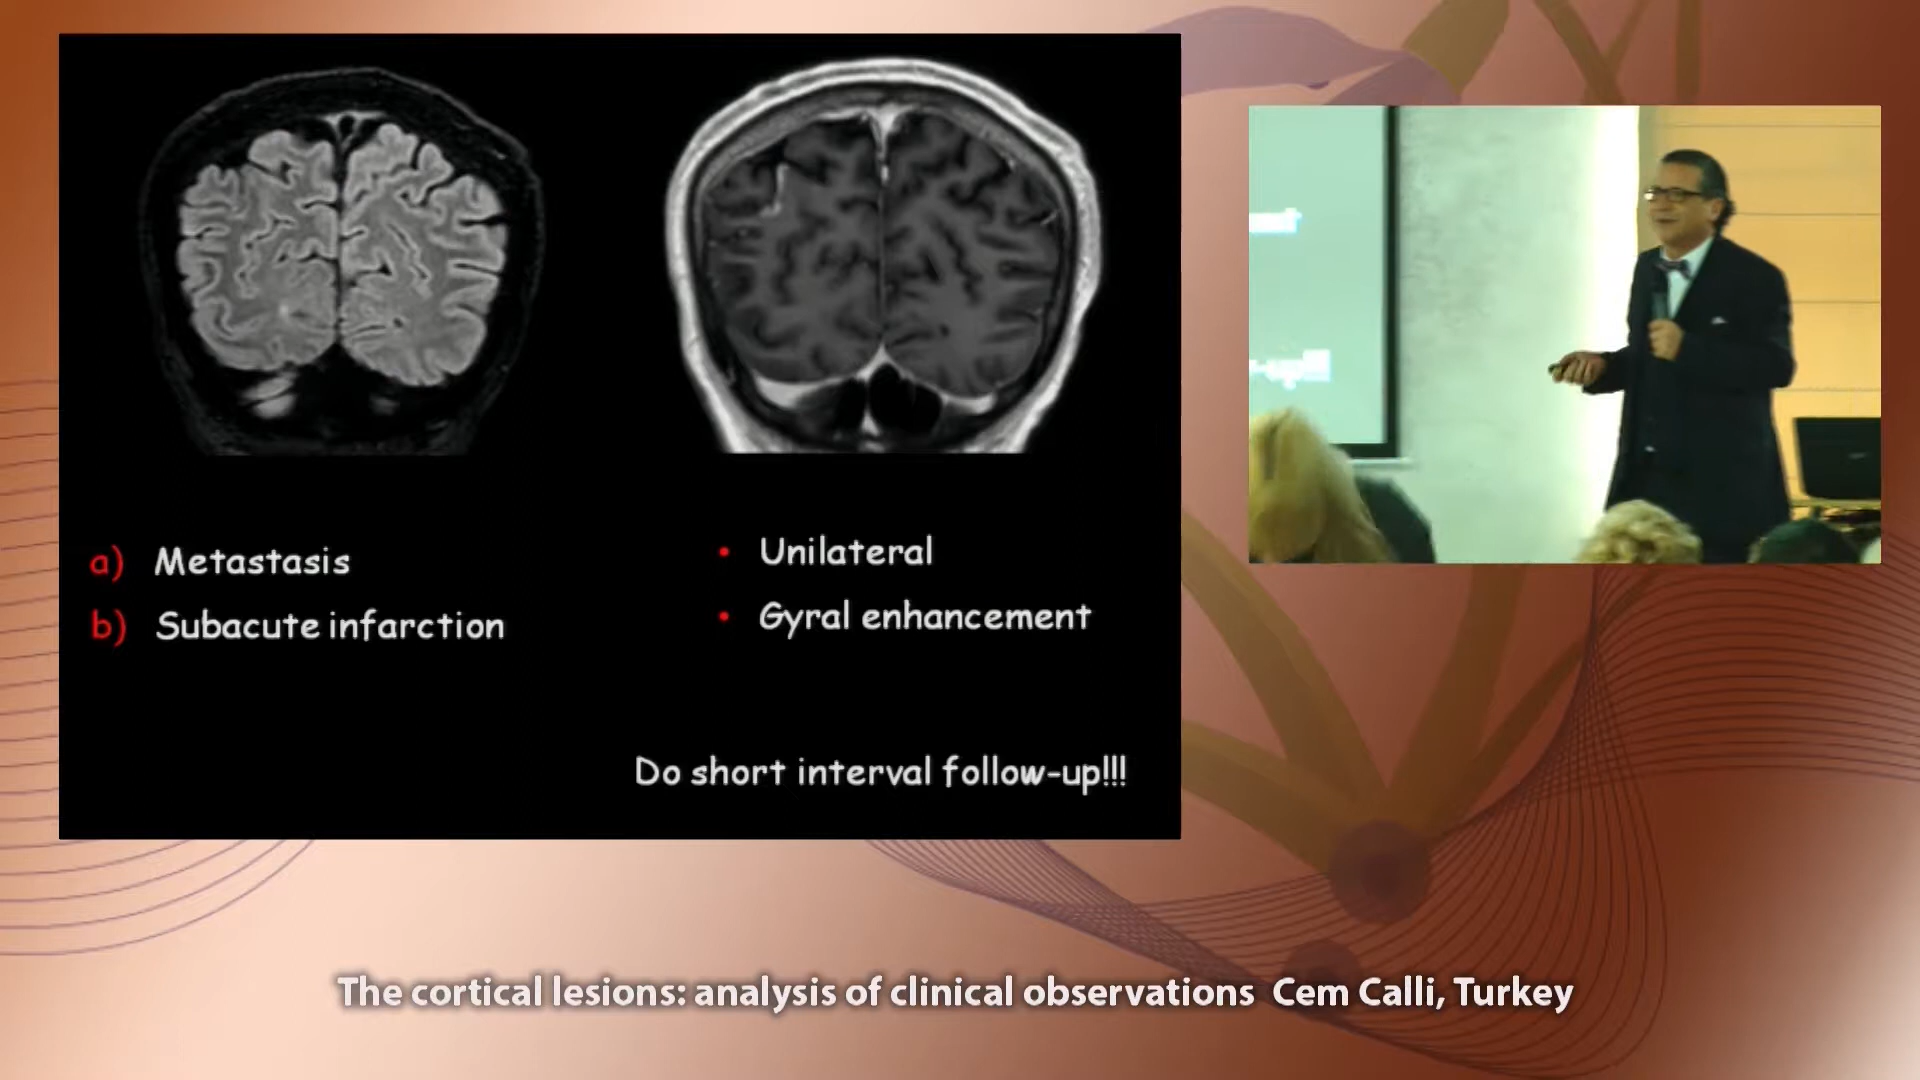 a) Metastasis
b) Subacute infarction
• Unilateral
• Gyral enhancement
Do short interval follow-up!!!
The cortical lesions: analysis of clinical observations Cem Calli, Turkey